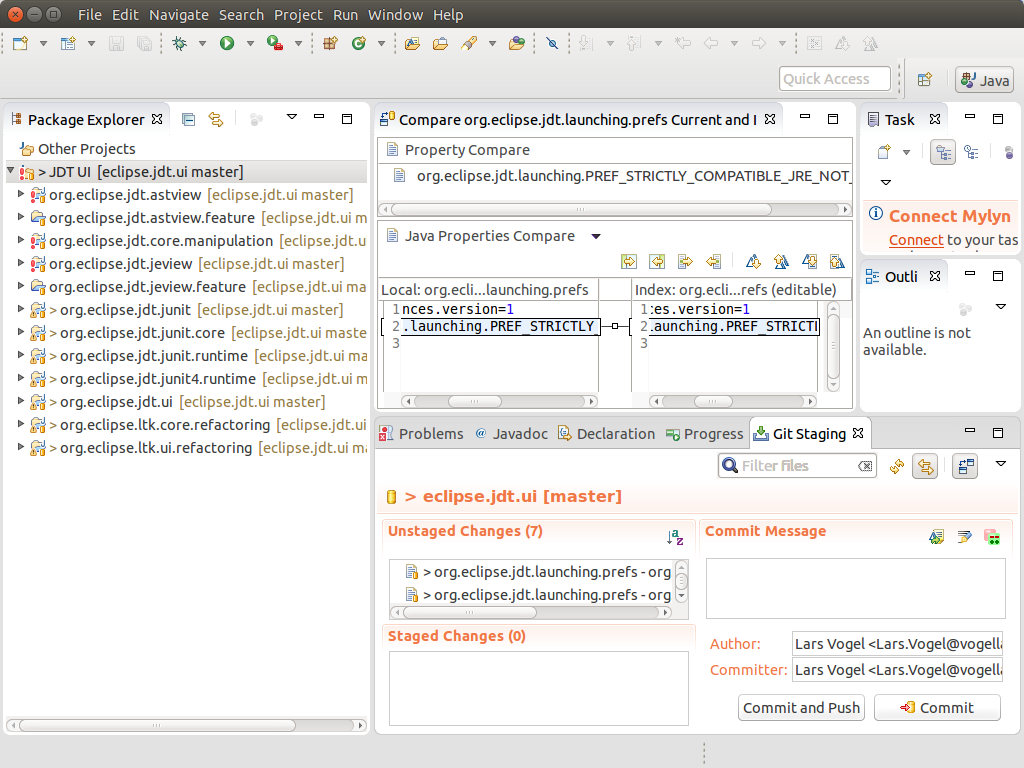 File Edit Navigate Search Project Run Window Help
Quick Access
Java
Package Explorer
Other Projects
> JDT UI [eclipse.jdt.ui master]
org.eclipse.jdt.astview [eclipse.jdt.ui master]
org.eclipse.jdt.astview.feature [eclipse.jdt.ui m
org.eclipse.jdt.core.manipulation [eclipse.jdt.u
org.eclipse.jdt.jeview [eclipse.jdt.ui master]
org.eclipse.jdt.jeview.feature [eclipse.jdt.ui ma
> org.eclipse.jdt.junit [eclipse.jdt.ui master]
> org.eclipse.jdt.junit.core [eclipse.jdt.ui maste
> org.eclipse.jdt.junit.runtime [eclipse.jdt.ui m
> org.eclipse.jdt.junit4.runtime [eclipse.jdt.ui m
> org.eclipse.jdt.ui [eclipse.jdt.ui master]
> org.eclipse.ltk.core.refactoring [eclipse.jdt.ui
> org.eclipse.ltk.ui.refactoring [eclipse.jdt.ui ma
Compare org.eclipse.jdt.launching.prefs Current and I
Property Compare
org.eclipse.jdt.launching.PREF_STRICTLY_COMPATIBLE_JRE_NOT_
Java Properties Compare
Local: org.ecli...launching.prefs
Index: org.ecli...refs (editable)
1 nces.version=1
2 .launching.PREF_STRICTLY_
3
1 :es.version=1
2 .aunching.PREF_STRICTI
3
Task
Connect Mylyn
Connect to your tas
Outli
An outline is not
available.
Problems
Javadoc
Declaration
Progress
Git Staging
Filter files
> eclipse.jdt.ui [master]
Unstaged Changes (7)
> org.eclipse.jdt.launching.prefs - org
> org.eclipse.jdt.launching.prefs - org
Staged Changes (0)
Commit Message
Author: Lars Vogel <Lars.Vogel@vogella
Committer: Lars Vogel <Lars.Vogel@vogella
Commit and Push
Commit